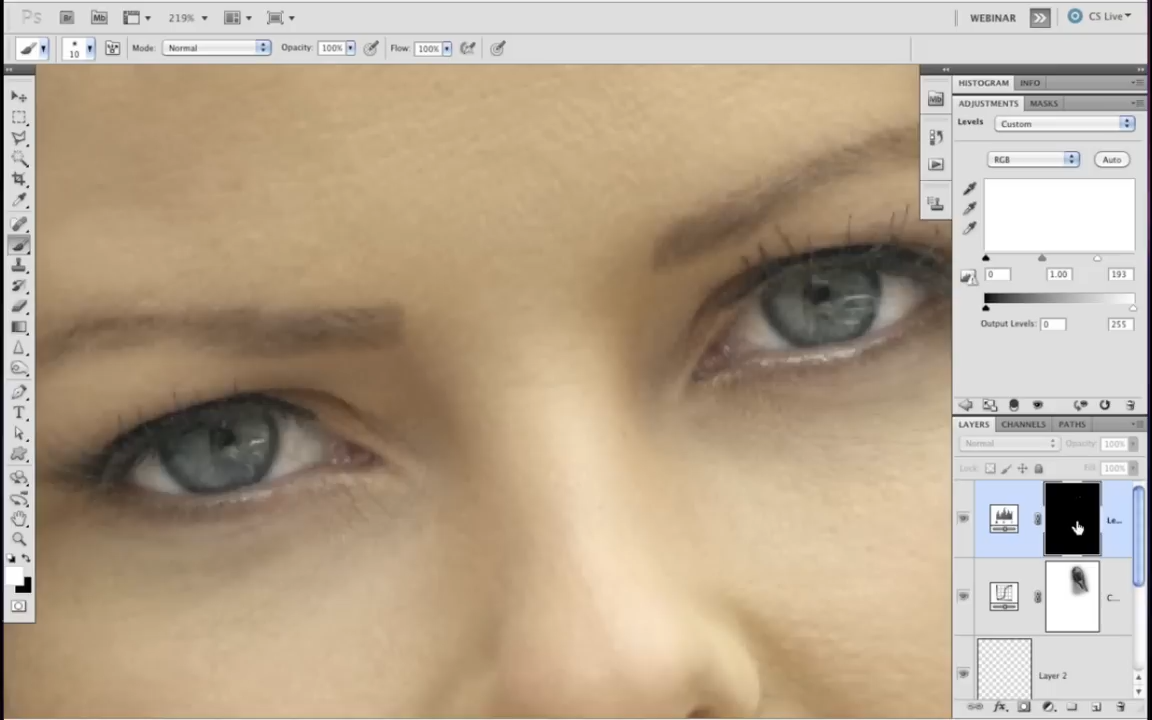 Ps Br Mb 219% WEBINAR CS Live
10 Mode: Normal Opacity: 100% Flow: 100%
HISTOGRAM INFO
ADJUSTMENTS MASKS
Levels Custom
RGB Auto
0 1.00 193
Output Levels: 0 255
LAYERS CHANNELS PATHS
Normal Opacity: 100%
Lock: Fill: 100%
Le...
C...
Layer 2